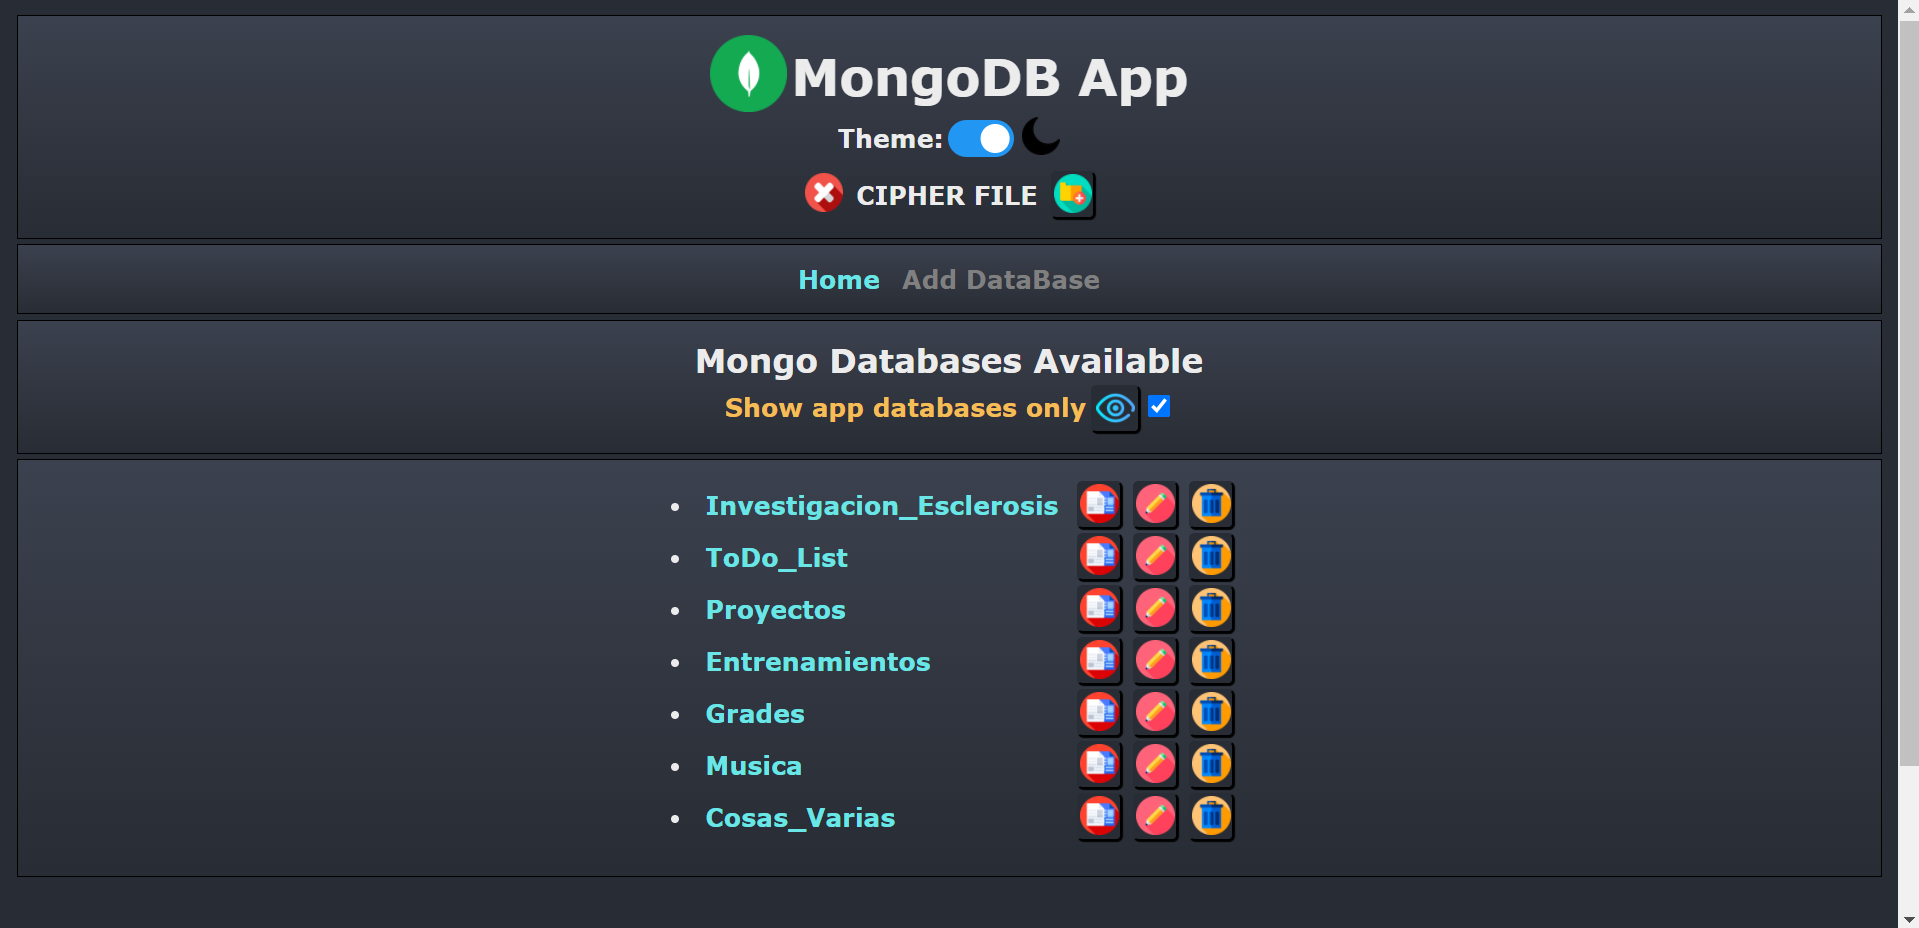 MongoDB App
Theme:
CIPHER FILE
Home Add DataBase
Mongo Databases Available
Show app databases only
Investigacion_Esclerosis
ToDo_List
Proyectos
Entrenamientos
Grades
Musica
Cosas_Varias